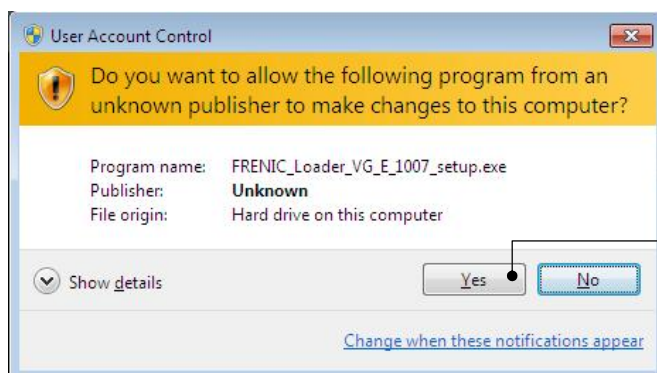 User Account Control
Do you want to allow the following program from an
unknown publisher to make changes to this computer?
Program name: FRENIC_Loader_VG_E_1007_setup.exe
Publisher: Unknown
File origin: Hard drive on this computer
Show details
Yes
No
Change when these notifications appear